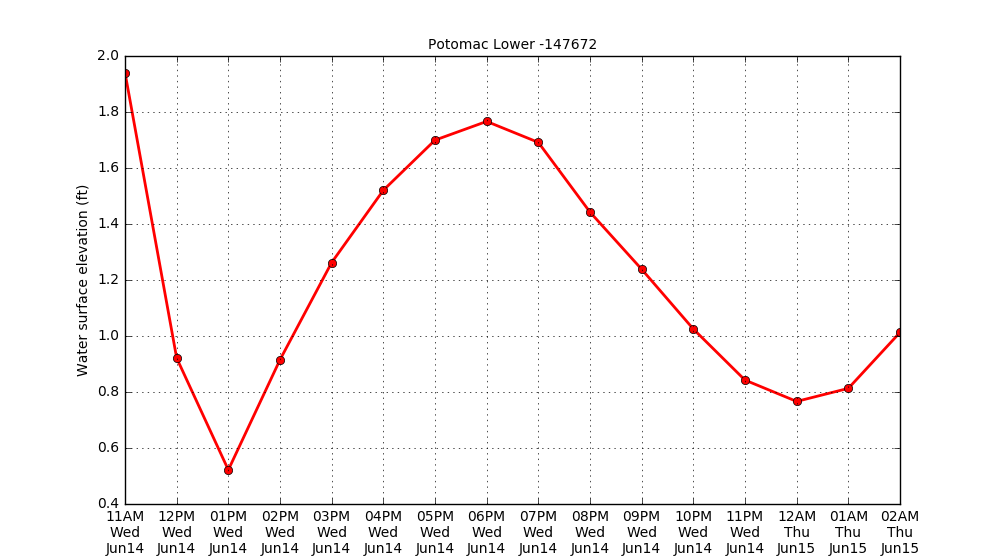 Potomac Lower -147672
2.0
1.8
1.6
1.4
1.2
1.0
0.8
0.6
0.4
Water surface elevation (ft)
11AM 12PM 01PM 02PM 03PM 04PM 05PM 06PM 07PM 08PM 09PM 10PM 11PM 12AM 01AM 02AM
Wed Wed Wed Wed Wed Wed Wed Wed Wed Wed Wed Wed Wed Thu Thu Thu
Jun14 Jun14 Jun14 Jun14 Jun14 Jun14 Jun14 Jun14 Jun14 Jun14 Jun14 Jun14 Jun14 Jun15 Jun15 Jun15